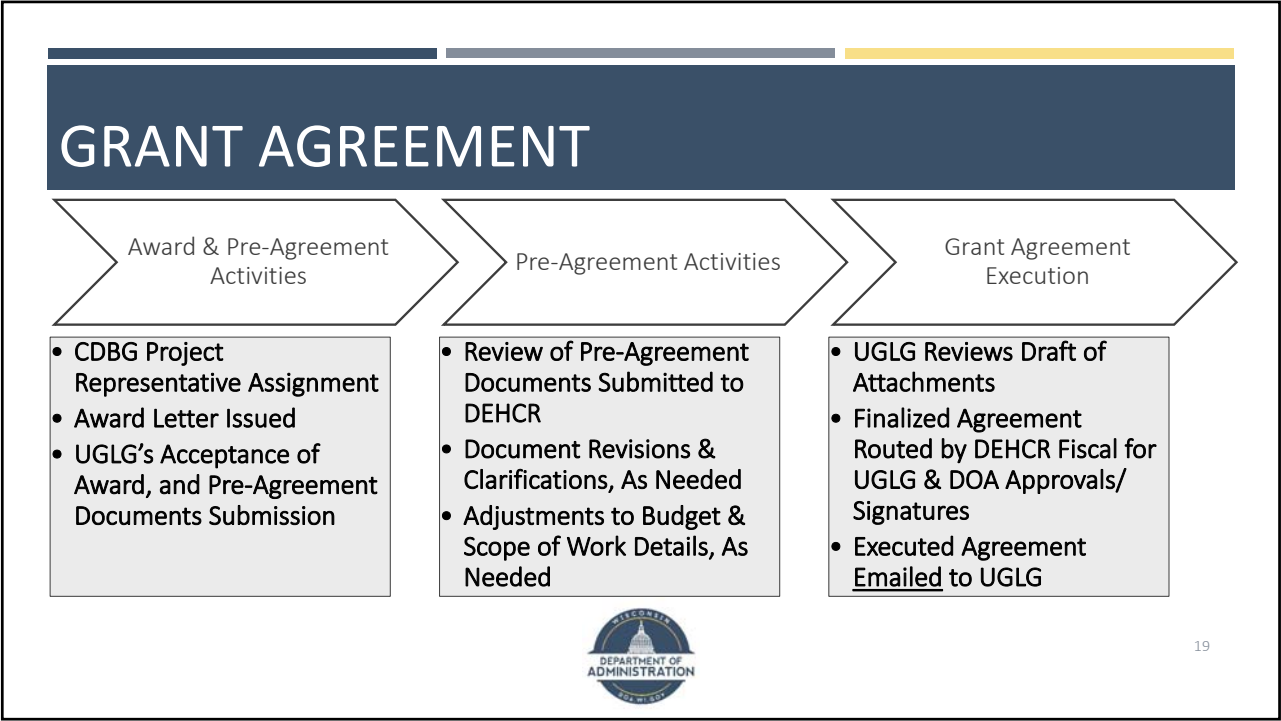 GRANT AGREEMENT
Award & Pre-Agreement
Activities
• CDBG Project
Representative Assignment
• Award Letter Issued
• UGLG’s Acceptance of
Award, and Pre-Agreement
Documents Submission
Pre-Agreement Activities
• Review of Pre-Agreement
Documents Submitted to
DEHCR
• Document Revisions &
Clarifications, As Needed
• Adjustments to Budget &
Scope of Work Details, As
Needed
Grant Agreement
Execution
• UGLG Reviews Draft of
Attachments
• Finalized Agreement
Routed by DEHCR Fiscal for
UGLG & DOA Approvals/
Signatures
• Executed Agreement
Emailed to UGLG
WISCONSIN
DEPARTMENT OF
ADMINISTRATION
DOA.WI.GOV
19